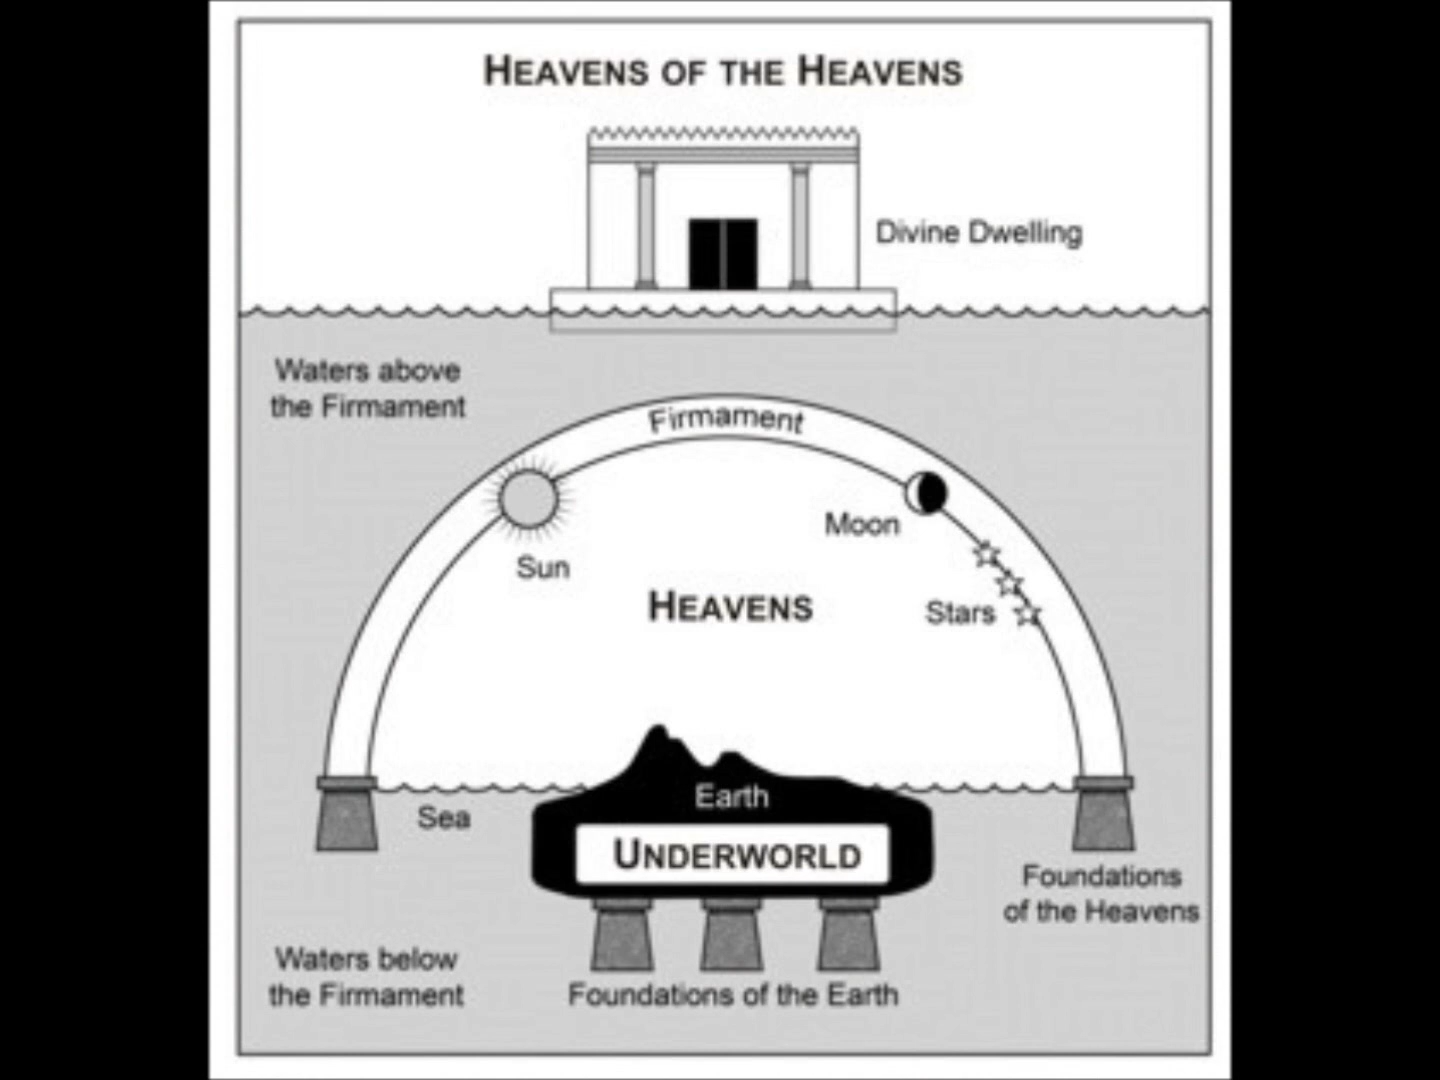 HEAVENS OF THE HEAVENS
Divine Dwelling
Waters above
the Firmament
Firmament
Moon
Sun
HEAVENS
Stars
Earth
Sea
UNDERWORLD
Foundations
of the Heavens
Waters below
the Firmament
Foundations of the Earth